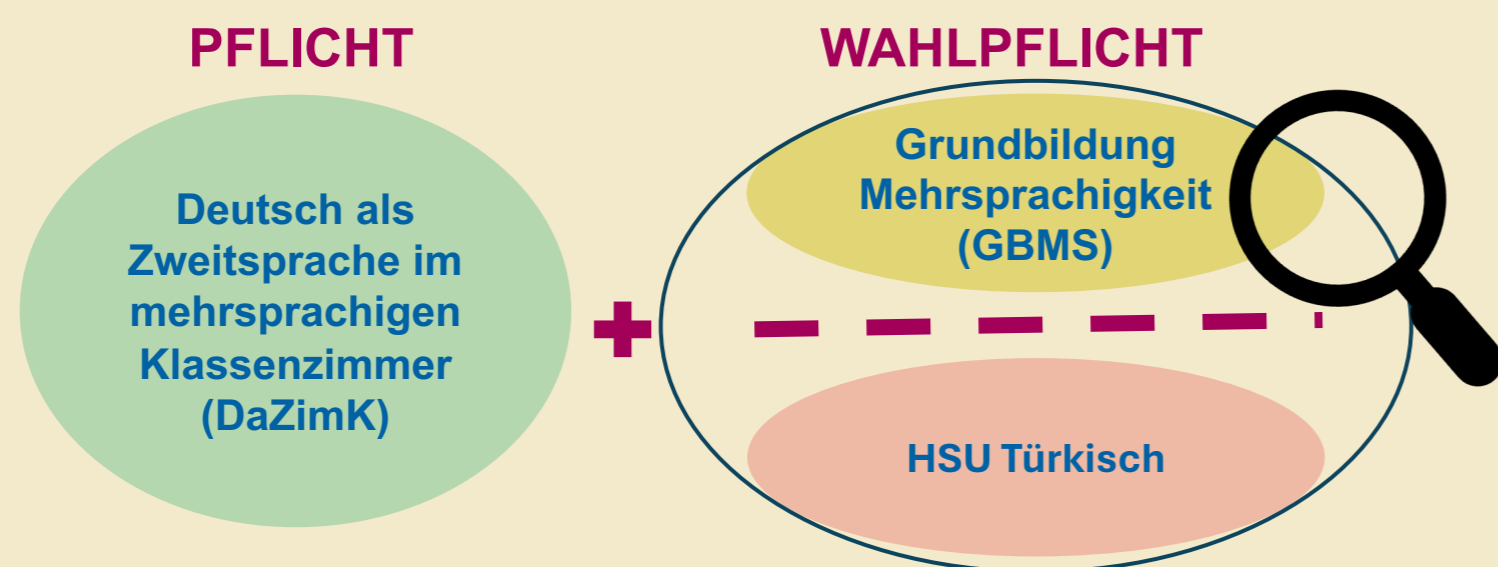 PFLICHT
Deutsch als
Zweitsprache im
mehrsprachigen
Klassenzimmer
(DaZimK)
WAHLPFLICHT
Grundbildung
Mehrsprachigkeit
(GBMS)
HSU Türkisch